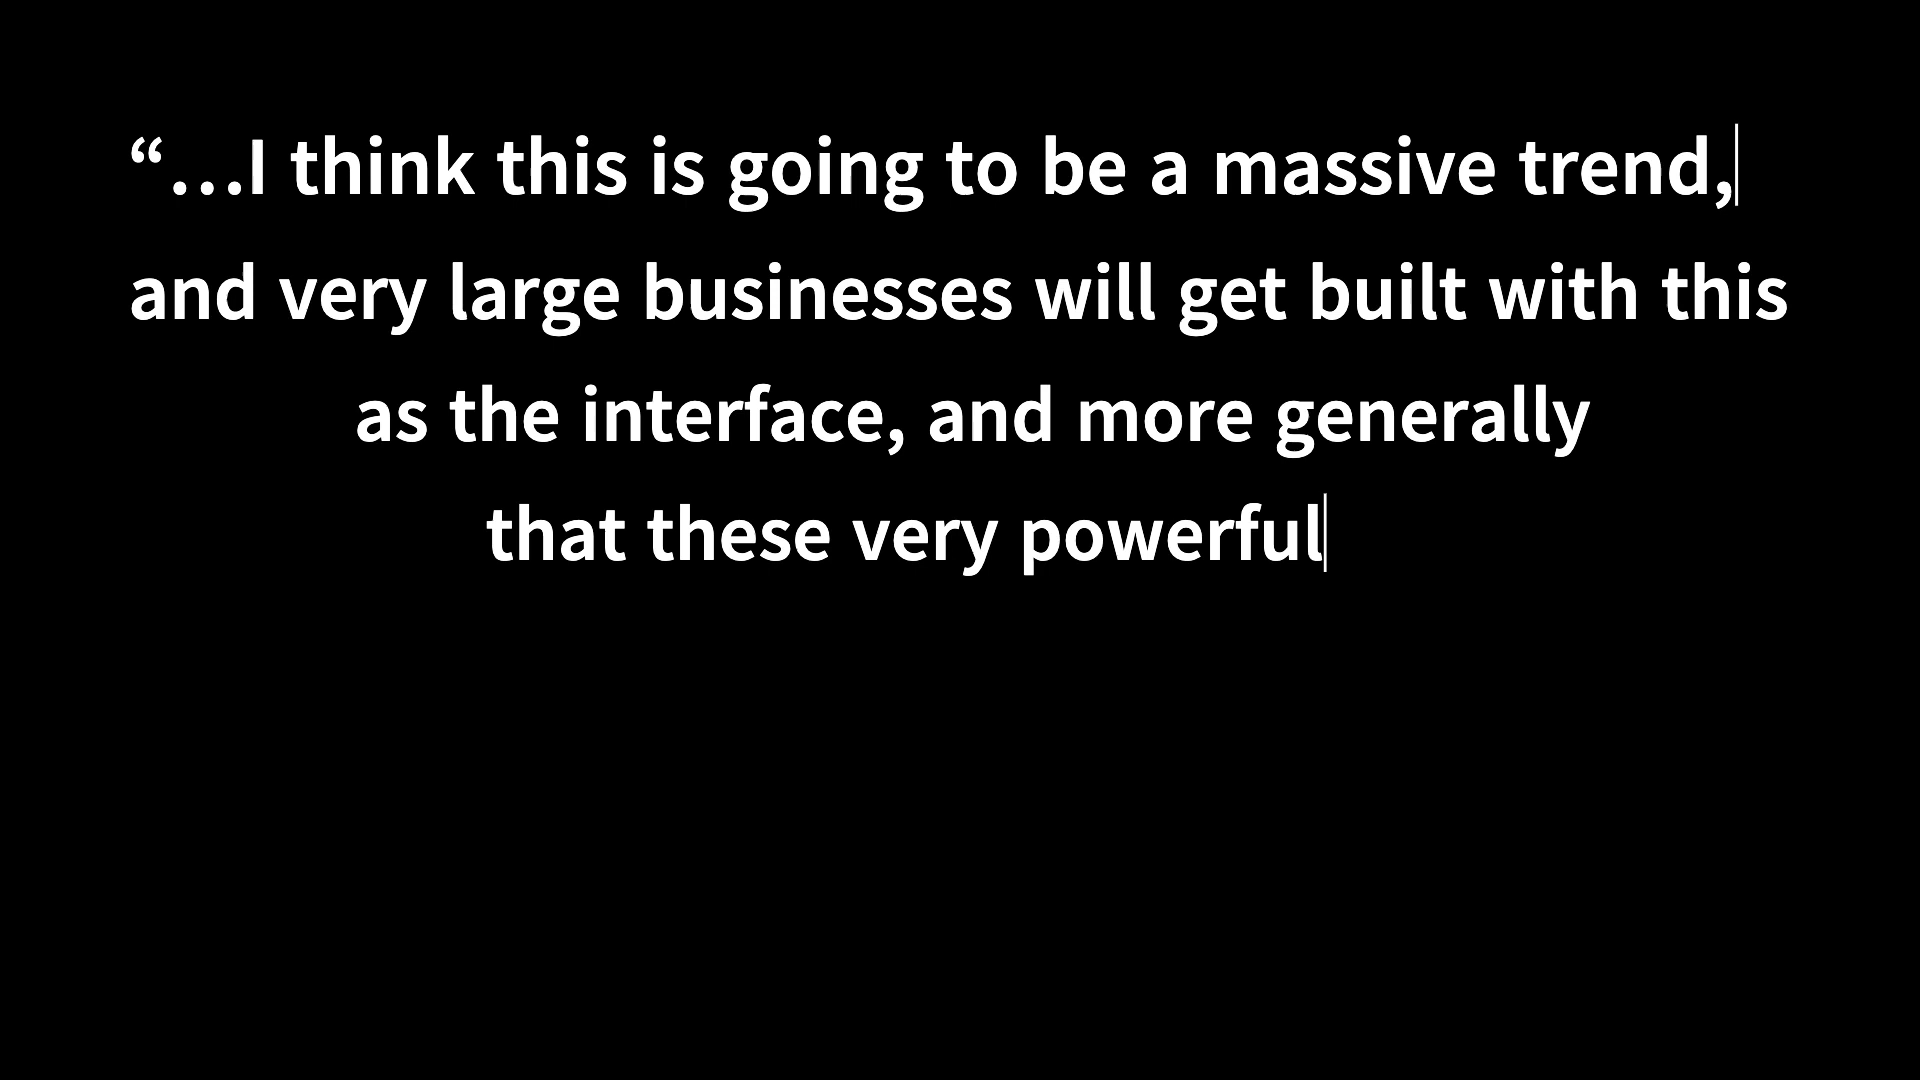 “…I think this is going to be a massive trend,
and very large businesses will get built with this
as the interface, and more generally
that these very powerful